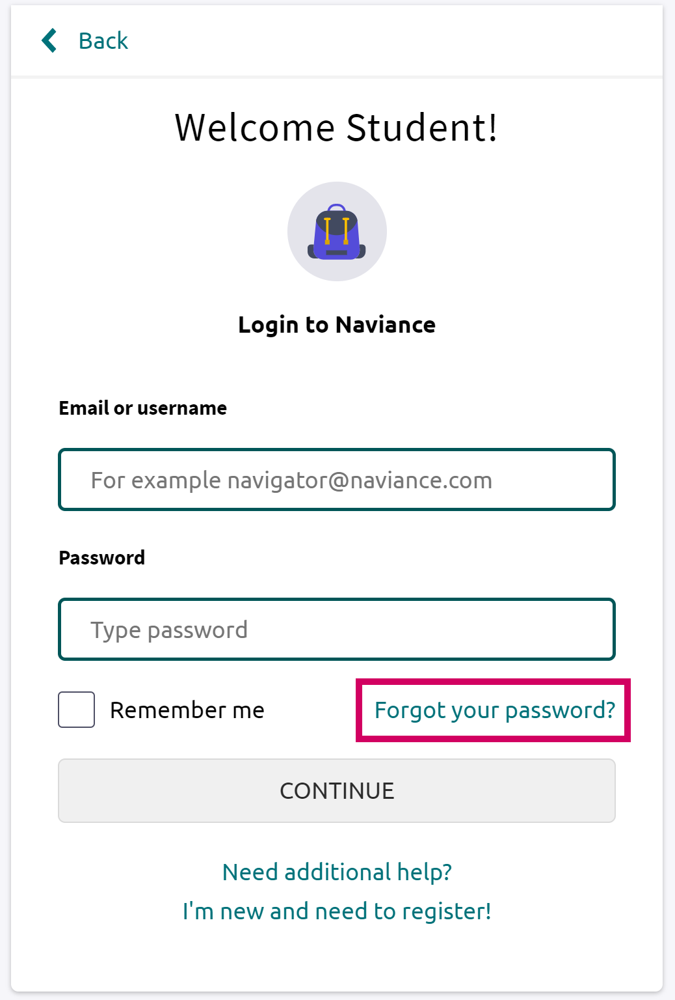 Back
Welcome Student!
Login to Naviance
Email or username
For example navigator@naviance.com
Password
Type password
Remember me
Forgot your password?
CONTINUE
Need additional help?
I'm new and need to register!